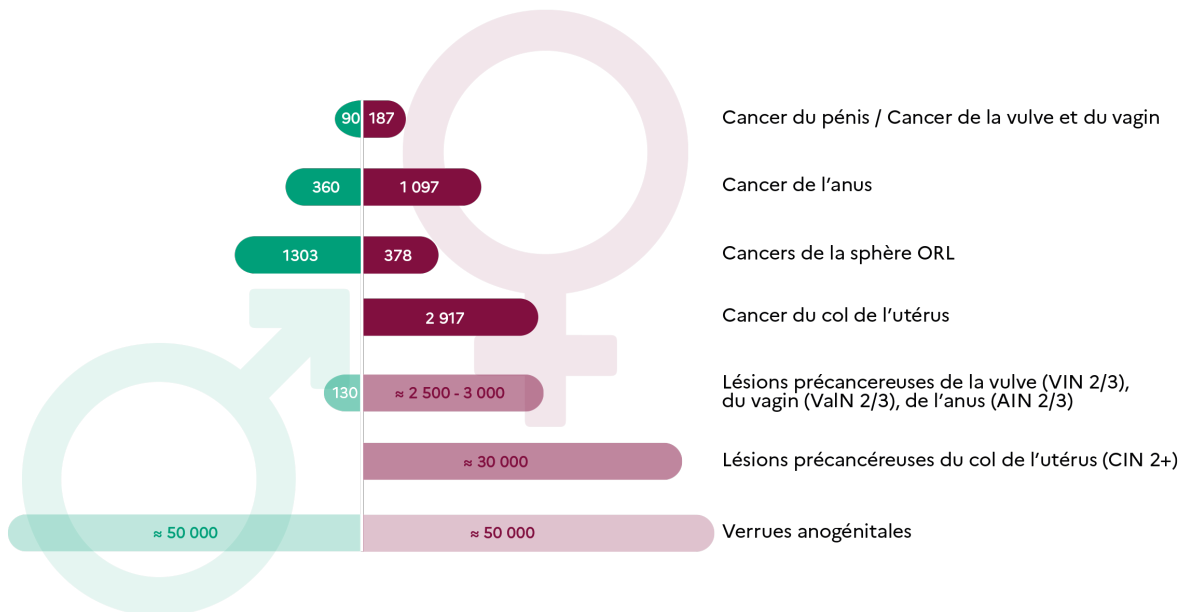 90 187 Cancer du pénis / Cancer de la vulve et du vagin
360 1 097 Cancer de l'anus
1303 378 Cancers de la sphère ORL
2 917 Cancer du col de l'utérus
130 ≈ 2 500 - 3 000 Lésions précancereuses de la vulve (VIN 2/3),
du vagin (ValN 2/3), de l'anus (AIN 2/3)
≈ 30 000 Lésions précancéreuses du col de l'utérus (CIN 2+)
≈ 50 000 ≈ 50 000 Verrues anogénitales